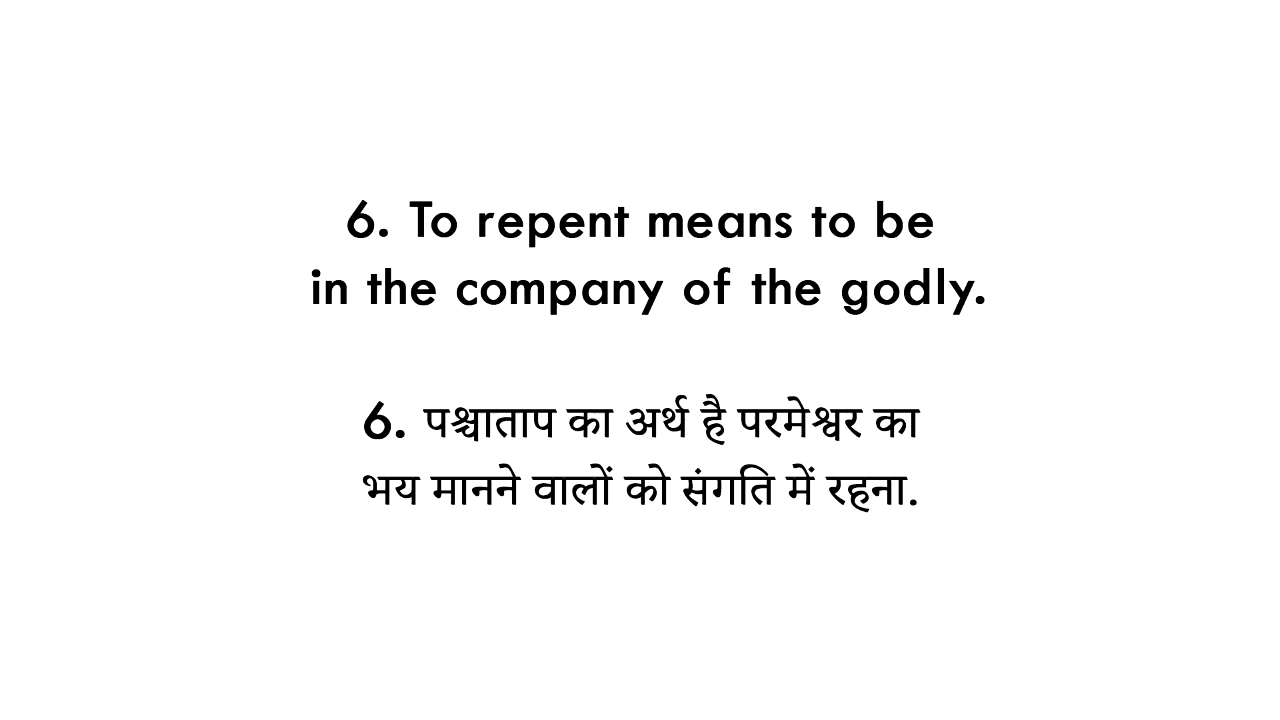 6. To repent means to be
in the company of the godly.
6. पश्चाताप का अर्थ है परमेश्वर का
भय मानने वालों को संगति में रहना.